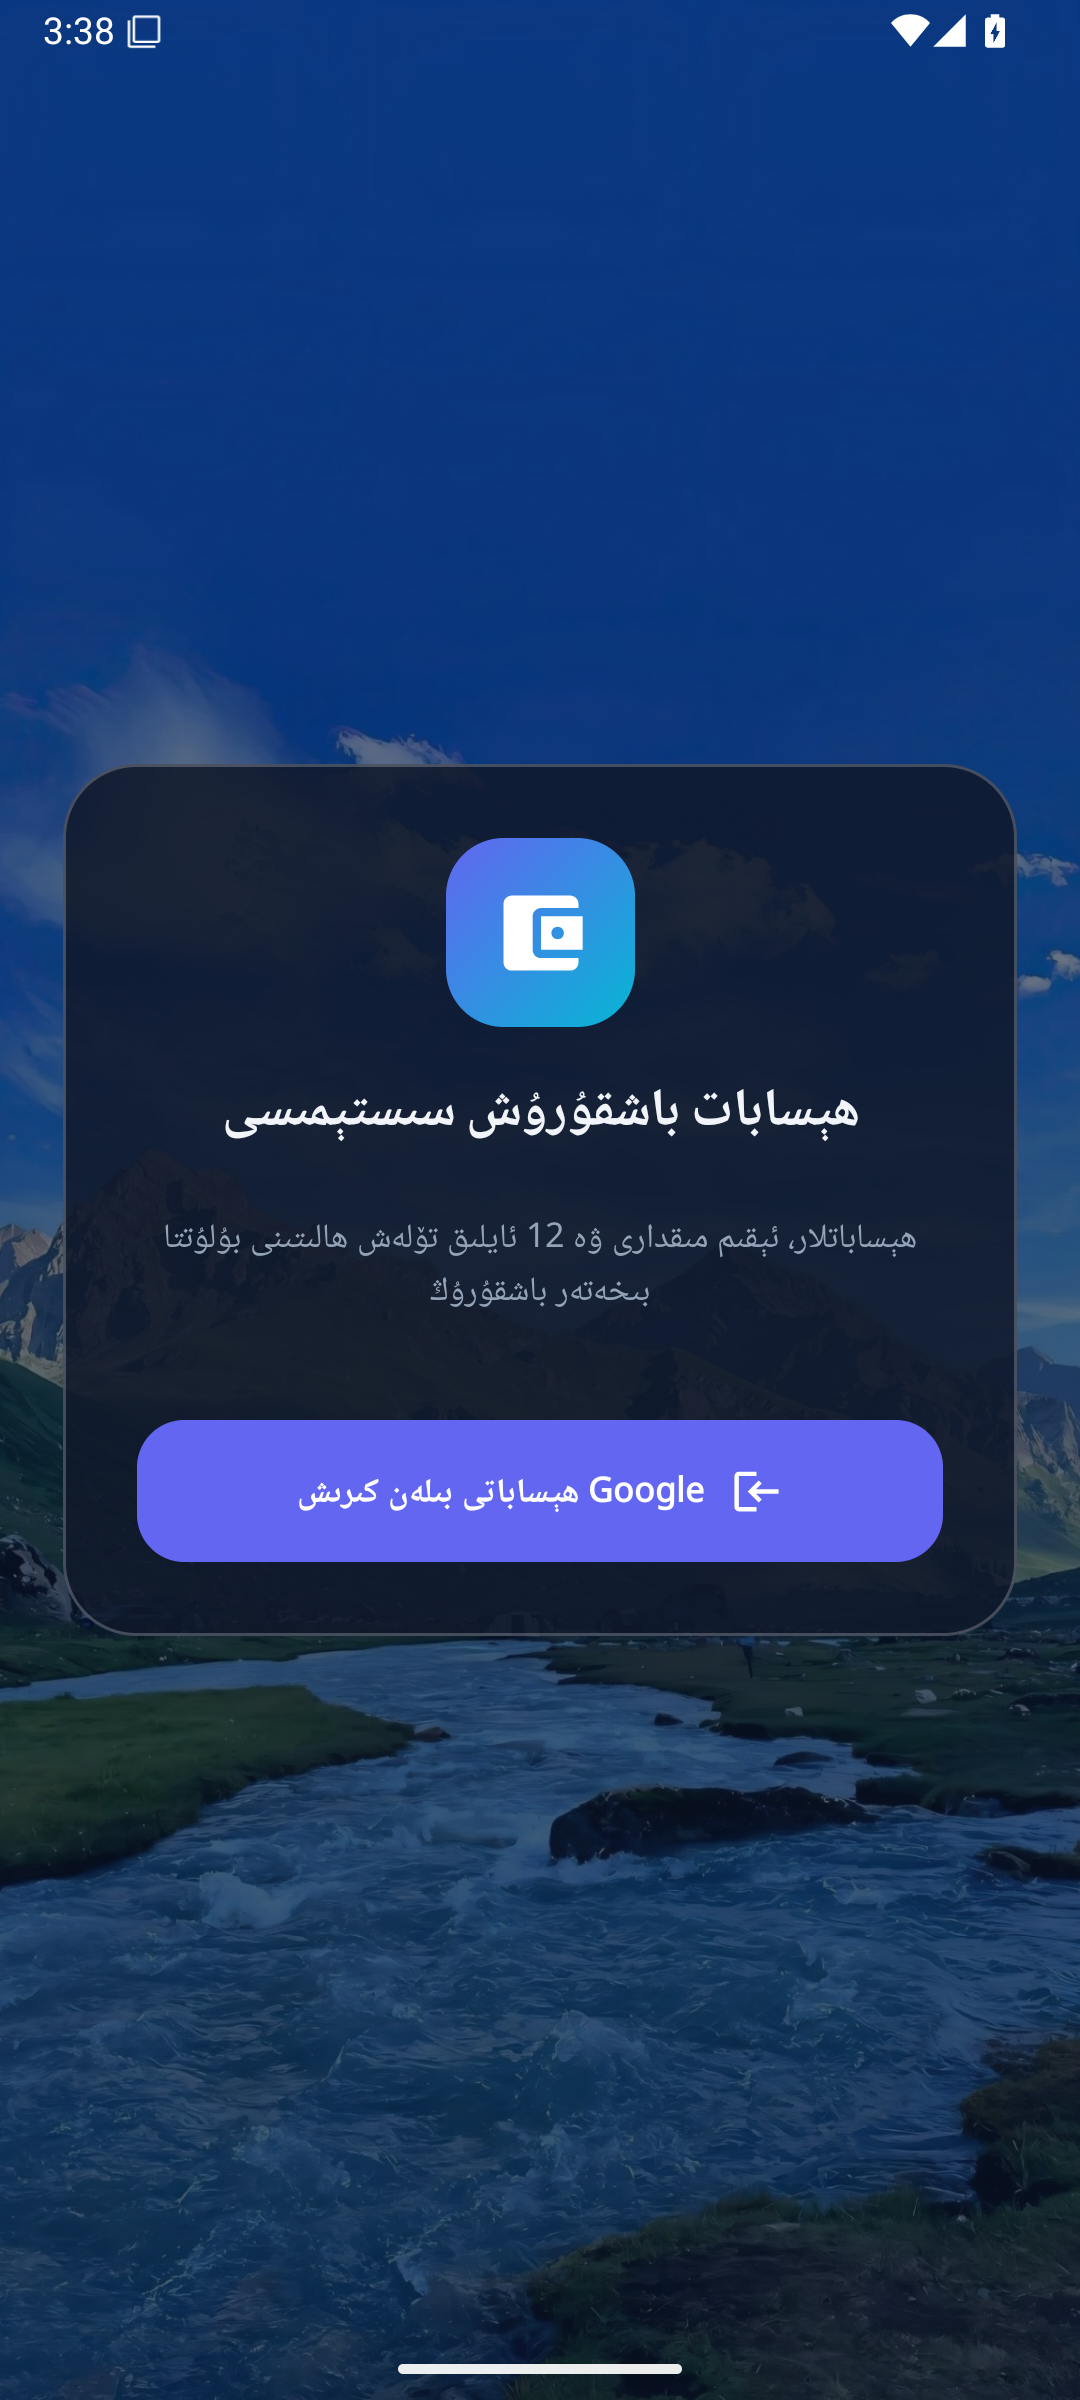 3:38
ھېسابات باشقۇرۇش سىستېمىسى
ھېساباتلار، ئېقىم مىقدارى ۋە 12 ئايلىق تۆلەش ھالىتىنى بۇلۇتتا
بىخەتەر باشقۇرۇڭ
Google ھېساباتى بىلەن كىرىش